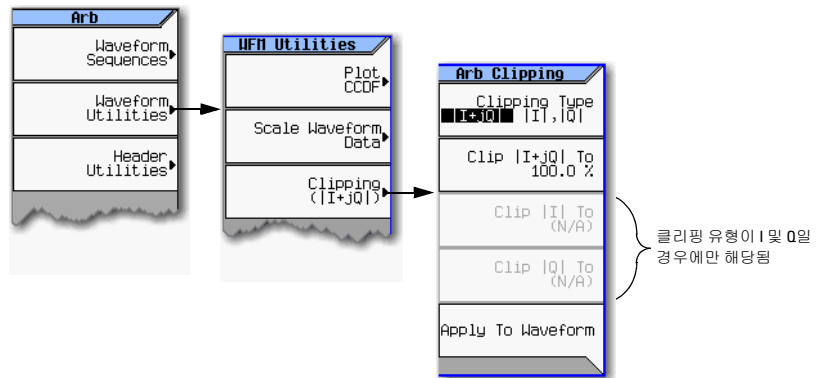 Arb
Waveform
Sequences
Waveform
Utilities
Header
Utilities
WFM Utilities
Plot
CCDF
Scale Waveform
Data
Clipping
(|I+jQ|)
Arb Clipping
Clipping Type
|I+jQ| |I|,|Q|
Clip |I+jQ| To
100.0 %
Clip |I| To
(N/A)
Clip |Q| To
(N/A)
Apply To Waveform
클리핑 유형이 I 및 Q일
경우에만 해당됨